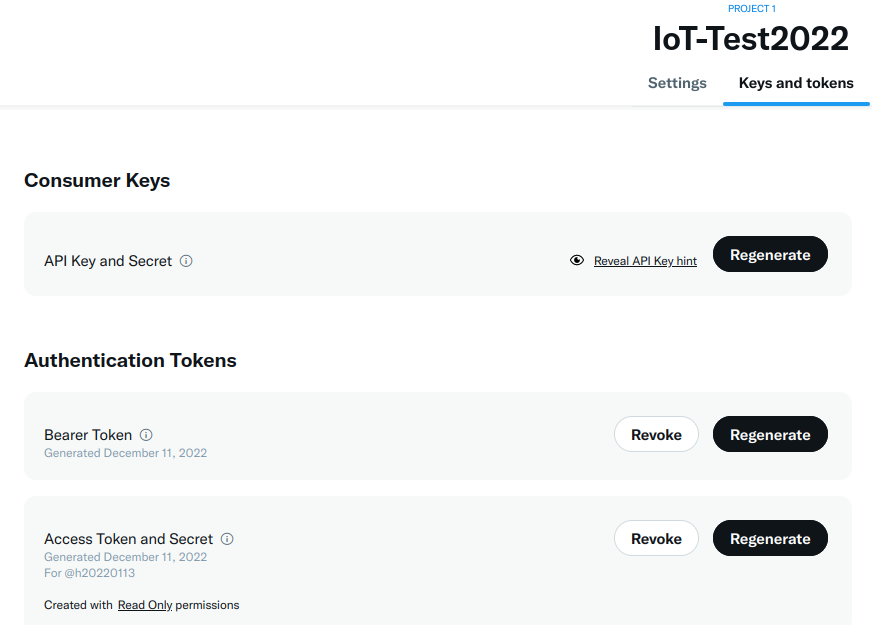 PROJECT 1
IoT-Test2022
Settings Keys and tokens
Consumer Keys
API Key and Secret Reveal API Key hint Regenerate
Authentication Tokens
Bearer Token Revoke Regenerate
Generated December 11, 2022
Access Token and Secret Revoke Regenerate
Generated December 11, 2022
For @h20220113
Created with Read Only permissions